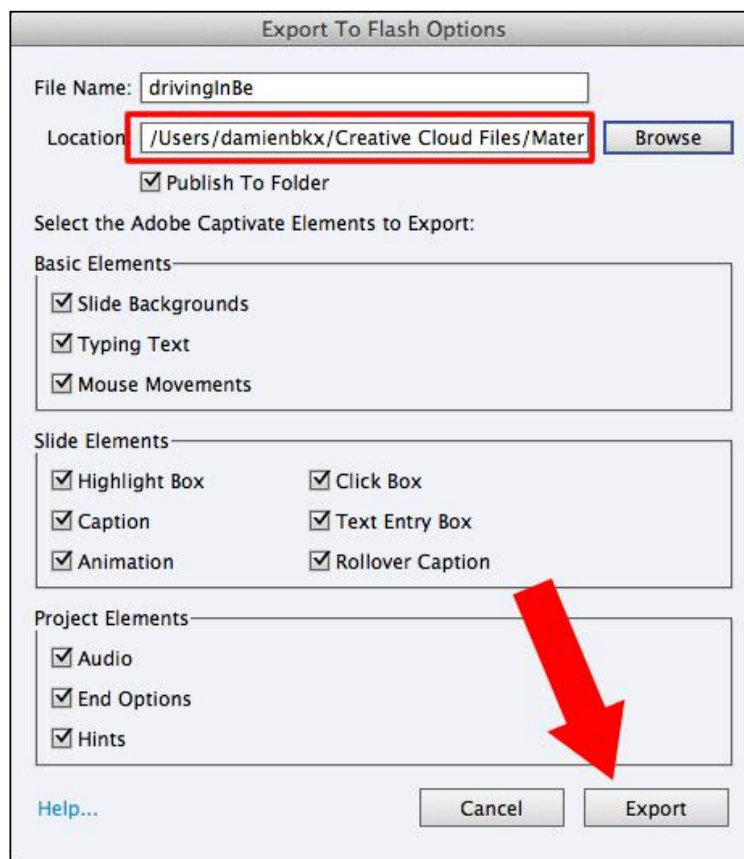 Export To Flash Options
File Name: drivingInBe
Location: /Users/damienbkx/Creative Cloud Files/Mater Browse
Publish To Folder
Select the Adobe Captivate Elements to Export:
Basic Elements
Slide Backgrounds
Typing Text
Mouse Movements
Slide Elements
Highlight Box Click Box
Caption Text Entry Box
Animation Rollover Caption
Project Elements
Audio
End Options
Hints
Help... Cancel Export